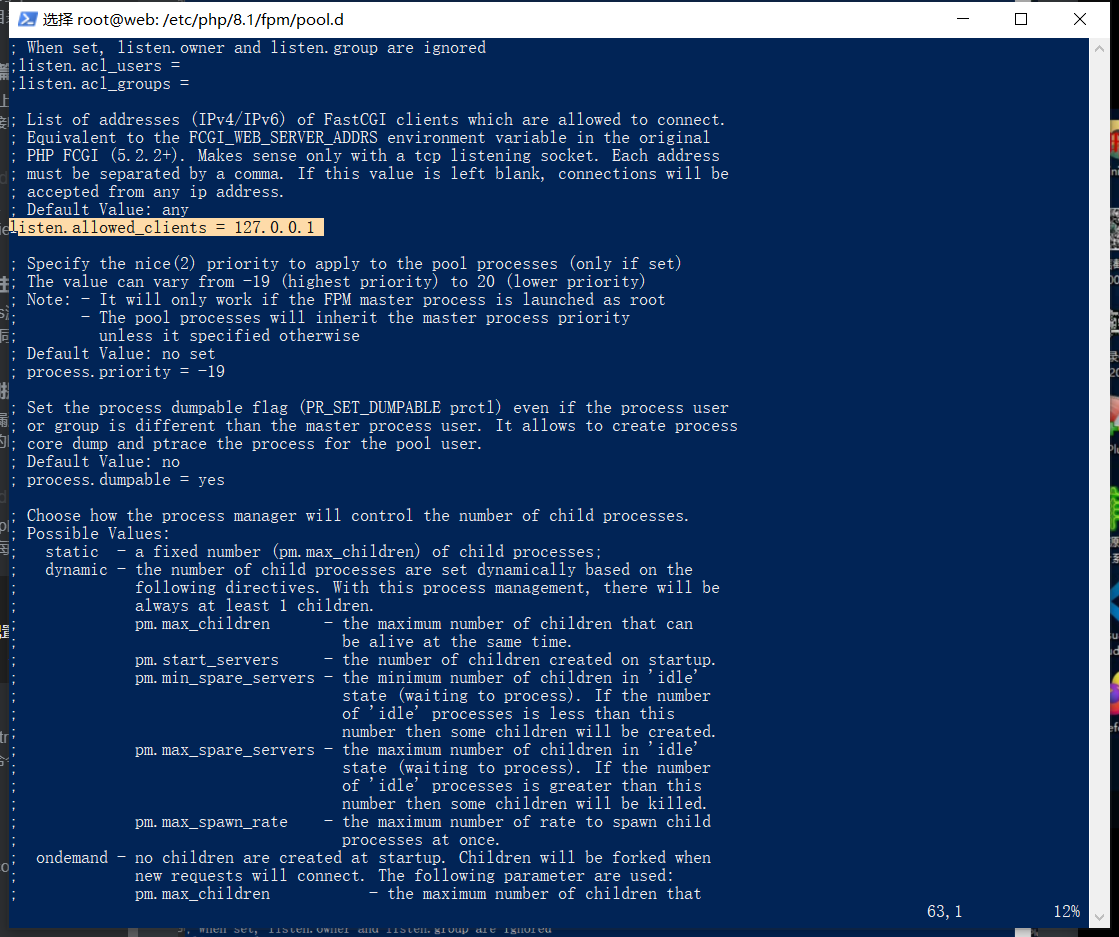 选择 root@web: /etc/php/8.1/fpm/pool.d
; When set, listen.owner and listen.group are ignored
;listen.acl_users =
;listen.acl_groups =
; List of addresses (IPv4/IPv6) of FastCGI clients which are allowed to connect.
; Equivalent to the FCGI_WEB_SERVER_ADDRS environment variable in the original
; PHP FCGI (5.2.2+). Makes sense only with a tcp listening socket. Each address
; must be separated by a comma. If this value is left blank, connections will be
; accepted from any ip address.
; Default Value: any
listen.allowed_clients = 127.0.0.1
; Specify the nice(2) priority to apply to the pool processes (only if set)
; The value can vary from -19 (highest priority) to 20 (lower priority)
; Note: - It will only work if the FPM master process is launched as root
;       - The pool processes will inherit the master process priority
;         unless it specified otherwise
; Default Value: no set
; process.priority = -19
; Set the process dumpable flag (PR_SET_DUMPABLE prctl) even if the process user
; or group is different than the master process user. It allows to create process
; core dump and ptrace the process for the pool user.
; Default Value: no
; process.dumpable = yes
; Choose how the process manager will control the number of child processes.
; Possible Values:
;   static  - a fixed number (pm.max_children) of child processes;
;   dynamic - the number of child processes are set dynamically based on the
;             following directives. With this process management, there will be
;             always at least 1 children.
;             pm.max_children      - the maximum number of children that can
;                                    be alive at the same time.
;             pm.start_servers     - the number of children created on startup.
;             pm.min_spare_servers - the minimum number of children in 'idle'
;                                    state (waiting to process). If the number
;                                    of 'idle' processes is less than this
;                                    number then some children will be created.
;             pm.max_spare_servers - the maximum number of children in 'idle'
;                                    state (waiting to process). If the number
;                                    of 'idle' processes is greater than this
;                                    number then some children will be killed.
;             pm.max_spawn_rate    - the maximum number of rate to spawn child
;                                    processes at once.
;  ondemand - no children are created at startup. Children will be forked when
;             new requests will connect. The following parameter are used:
;             pm.max_children           - the maximum number of children that
63,1 12%
; When set, listen.owner and listen.group are ignored